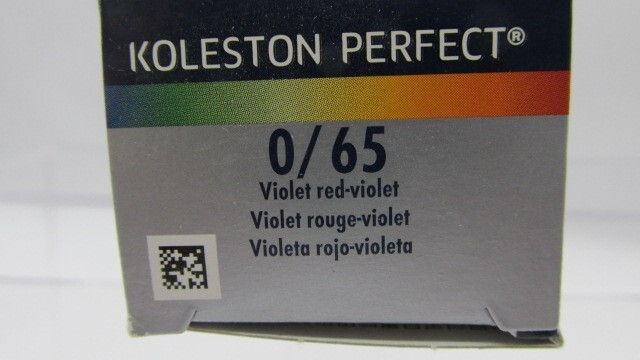 KOLESTON PERFECT®
0/65
Violet red-violet
Violet rouge-violet
Violeta rojo-violeta